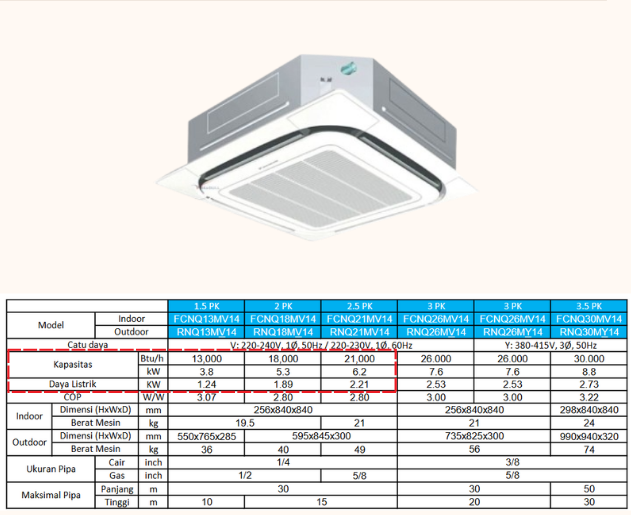 1.5 PK 2 PK 2.5 PK 3 PK 3 PK 3.5 PK
Model Indoor FCNQ13MV14 FCNQ18MV14 FCNQ21MV14 FCNQ26MV14 FCNQ26MV14 FCNQ30MV14
Outdoor RNQ13MV14 RNQ18MV14 RNQ21MV14 RNQ26MV14 RNQ26MY14 RNQ30MY14
Catu daya V: 220-240V, 1Ø, 50Hz / 220-230V, 1Ø, 60Hz Y: 380-415V, 3Ø, 50Hz
Kapasitas Btu/h 13,000 18,000 21,000 26.000 26.000 30.000
kW 3.8 5.3 6.2 7.6 7.6 8.8
Daya Listrik KW 1.24 1.89 2.21 2.53 2.53 2.73
COP W/W 3.07 2.80 2.80 3.00 3.00 3.22
Indoor Dimensi (HxWxD) mm 256x840x840 256x840x840 298x840x840
Berat Mesin kg 19.5 21 21 24
Outdoor Dimensi (HxWxD) mm 550x765x285 595x845x300 735x825x300 990x940x320
Berat Mesin kg 36 40 49 56 74
Ukuran Pipa Cair inch 1/4 3/8
Gas inch 1/2 5/8 5/8
Maksimal Pipa Panjang m 30 30 50
Tinggi m 10 15 20 30